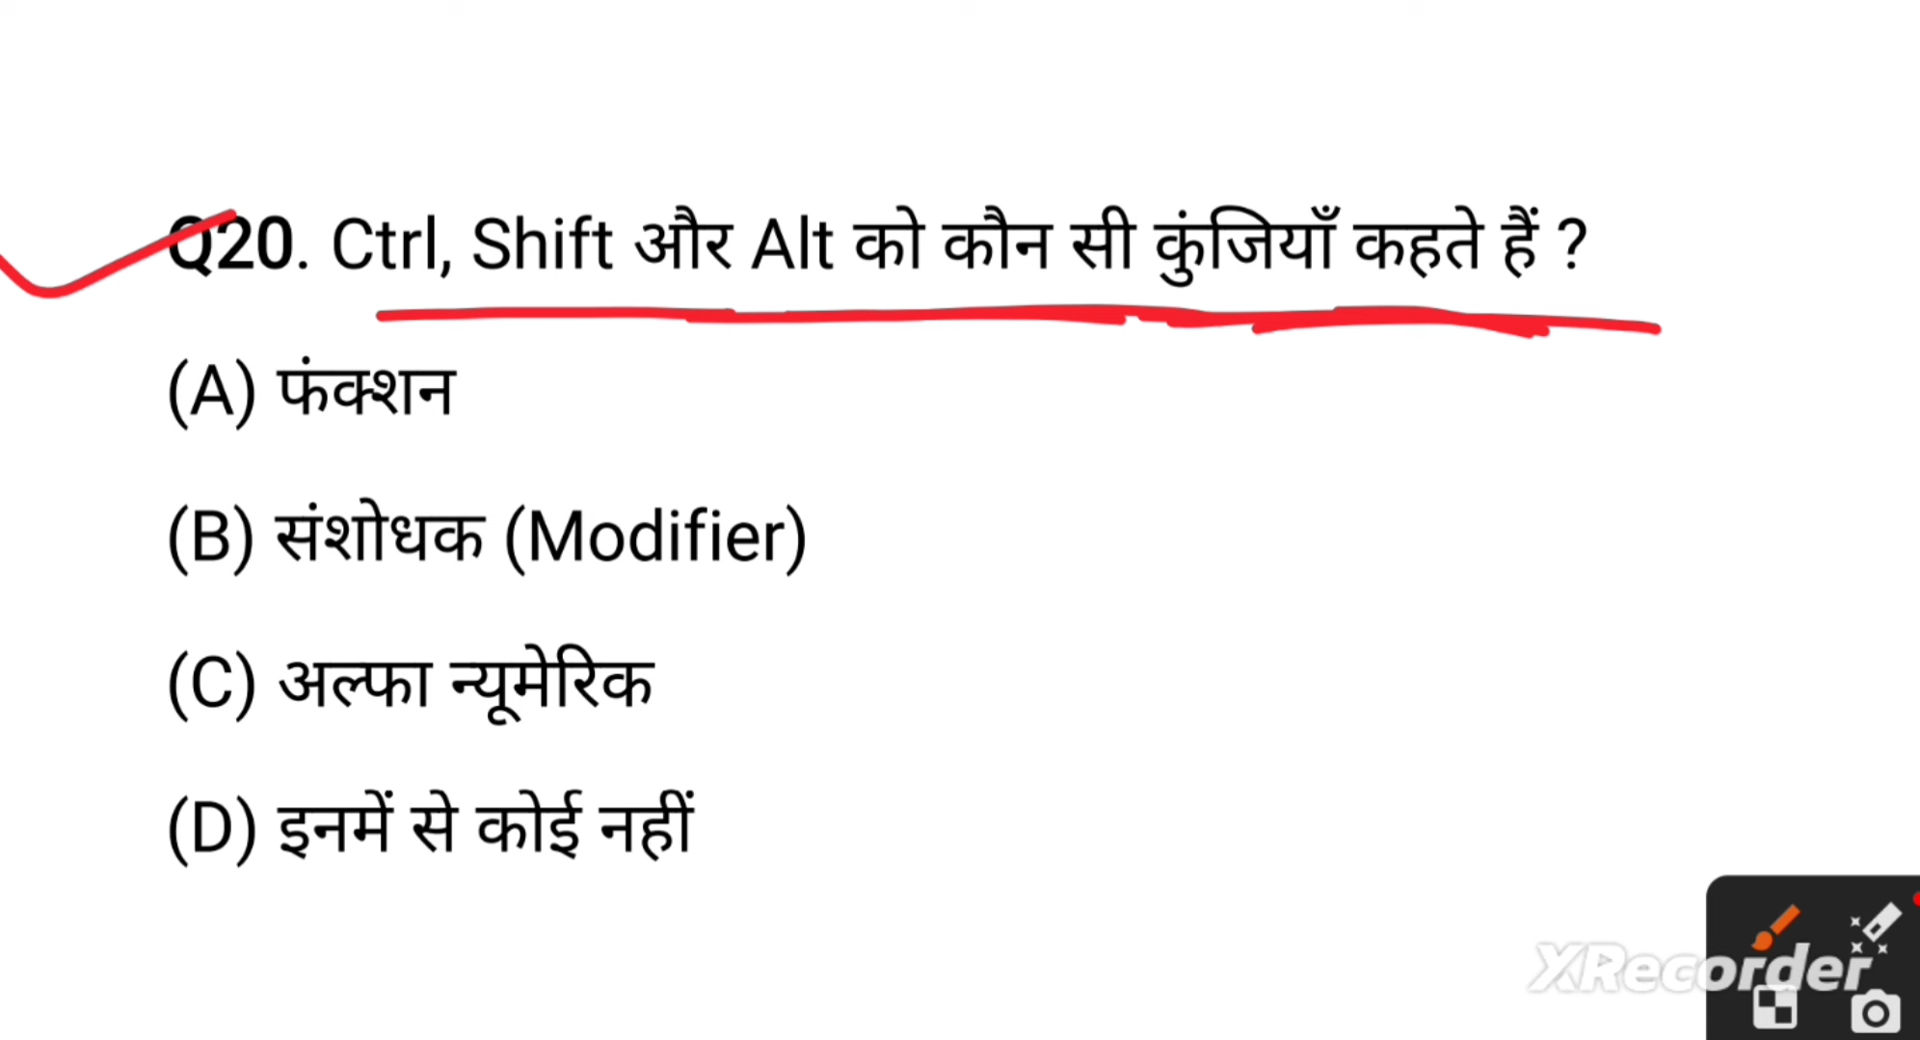 Q20. Ctrl, Shift और Alt को कौन सी कुंजियाँ कहते हैं ?
(A) फंक्शन
(B) संशोधक (Modifier)
(C) अल्फा न्यूमेरिक
(D) इनमें से कोई नहीं
XRecorder